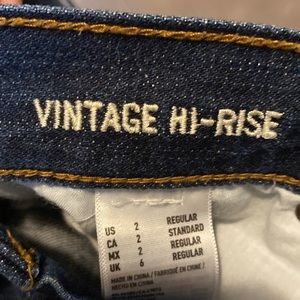 VINTAGE HI-RISE
US 2 REGULAR
CA 2 STANDARD
MX 2 REGULAR
UK 6 REGULAR
MADE IN CHINA / FABRIQUÉ EN CHINE /
HECHO EN CHINA